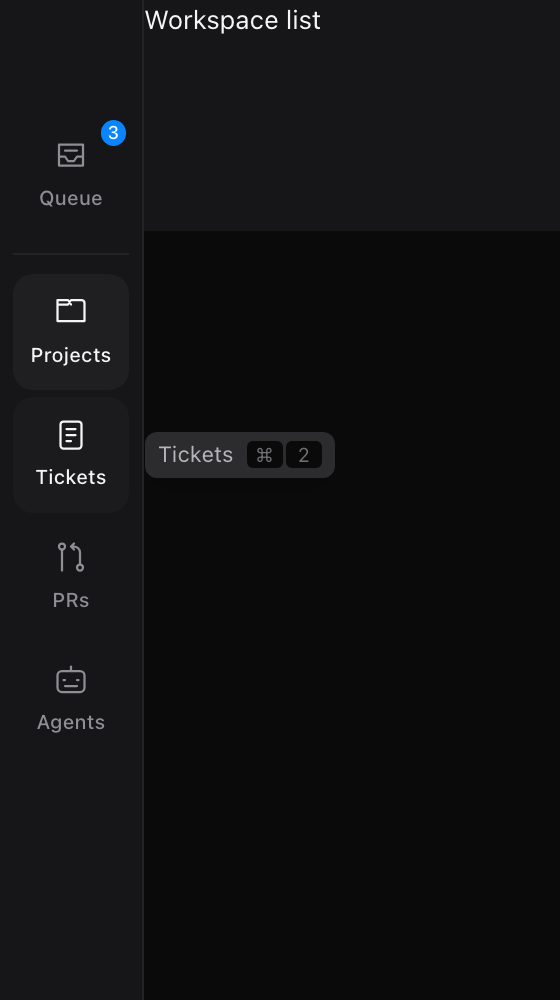 Workspace list
3
Queue
Projects
Tickets
Tickets ⌘ 2
PRs
Agents